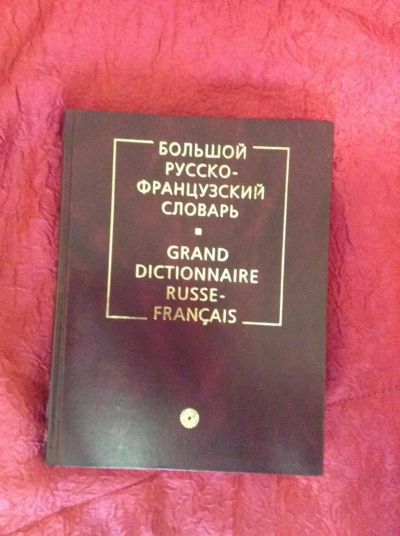 БОЛЬШОЙ
РУССКО-
ФРАНЦУЗСКИЙ
СЛОВАРЬ
GRAND
DICTIONNAIRE
RUSSE-
FRANÇAIS